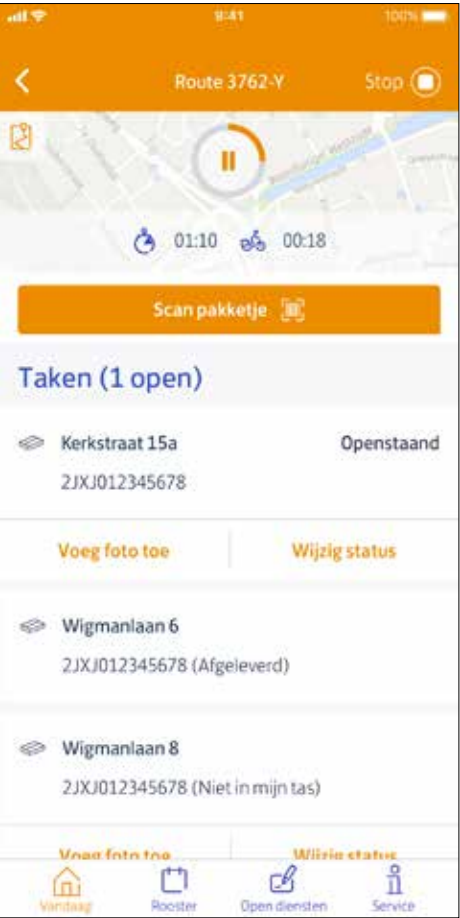 9:41 100%
Route 3762-Y Stop
01:10 00:18
Scan pakketje
Taken (1 open)
Kerkstraat 15a Openstaand
2JXJ012345678
Voeg foto toe Wijzig status
Wigmanlaan 6
2JXJ012345678 (Afgeleverd)
Wigmanlaan 8
2JXJ012345678 (Niet in mijn tas)
Voeg foto toe Wijzig status
Vandaag Rooster Open diensten Service